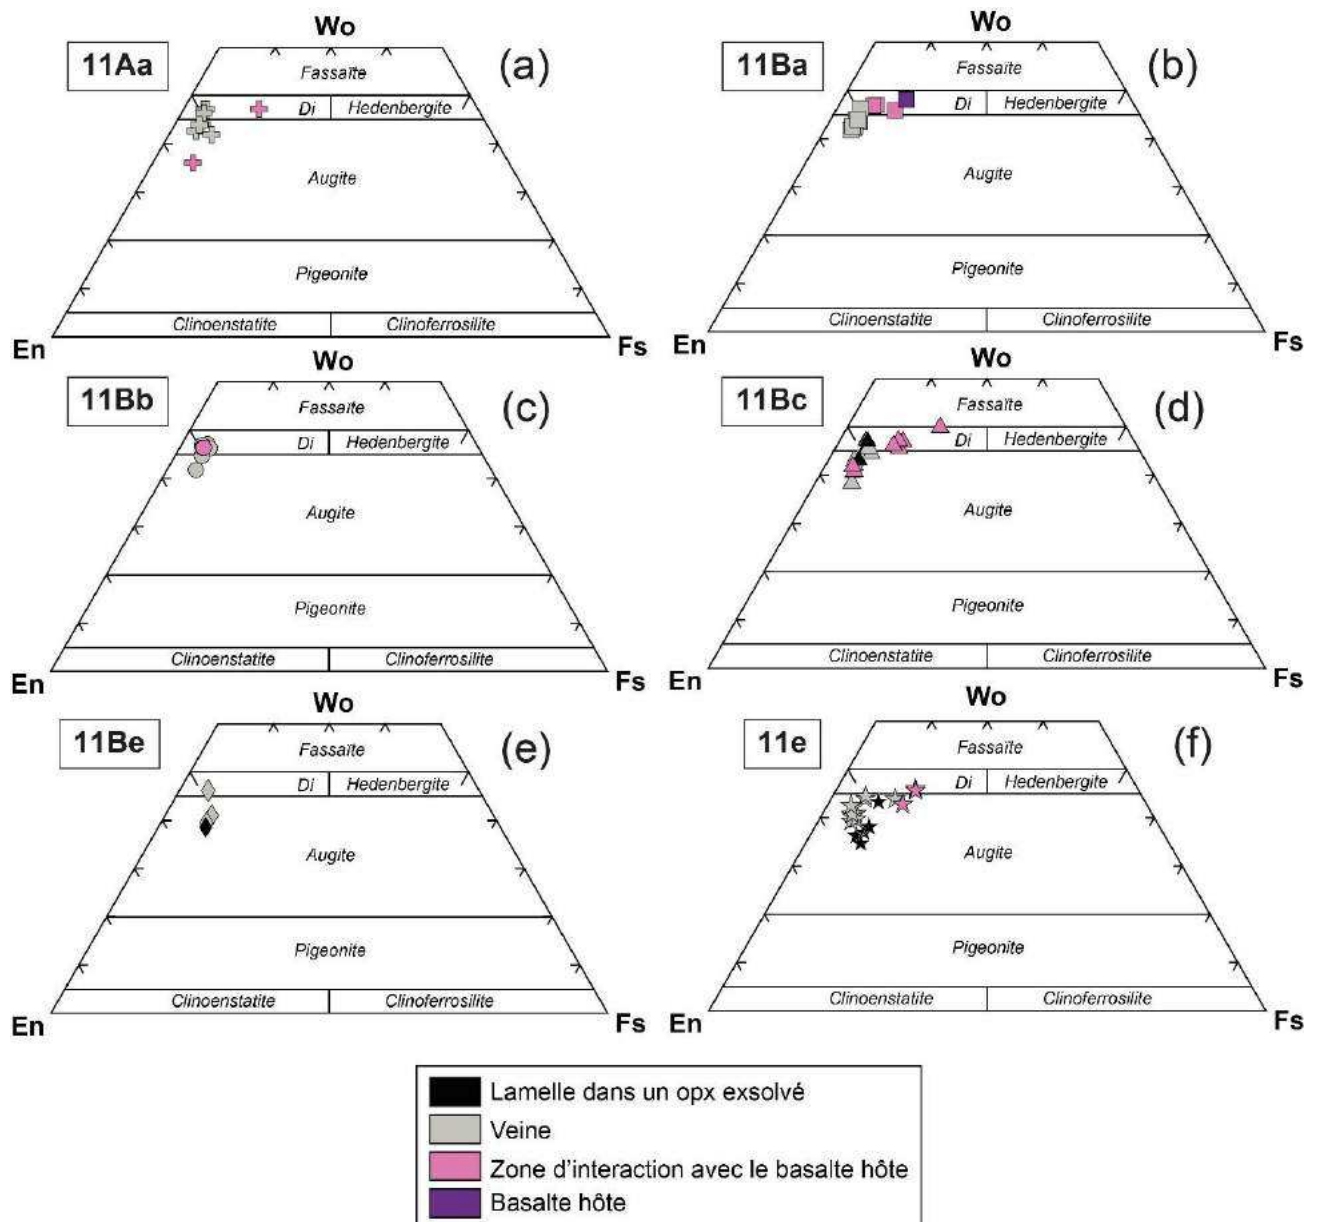 Wo
11Aa
(a)
Fassaïte
Di
Hedenbergite
Augite
Pigeonite
Clinoenstatite
Clinoferrosilite
En
Fs
Wo
11Ba
(b)
Fassaïte
Di
Hedenbergite
Augite
Pigeonite
Clinoenstatite
Clinoferrosilite
En
Fs
Wo
11Bb
(c)
Fassaïte
Di
Hedenbergite
Augite
Pigeonite
Clinoenstatite
Clinoferrosilite
En
Fs
Wo
11Bc
(d)
Fassaïte
Di
Hedenbergite
Augite
Pigeonite
Clinoenstatite
Clinoferrosilite
En
Fs
Wo
11Be
(e)
Fassaïte
Di
Hedenbergite
Augite
Pigeonite
Clinoenstatite
Clinoferrosilite
En
Fs
Wo
11e
(f)
Fassaïte
Di
Hedenbergite
Augite
Pigeonite
Clinoenstatite
Clinoferrosilite
En
Fs
Lamelle dans un opx exsolvé
Veine
Zone d'interaction avec le basalte hôte
Basalte hôte